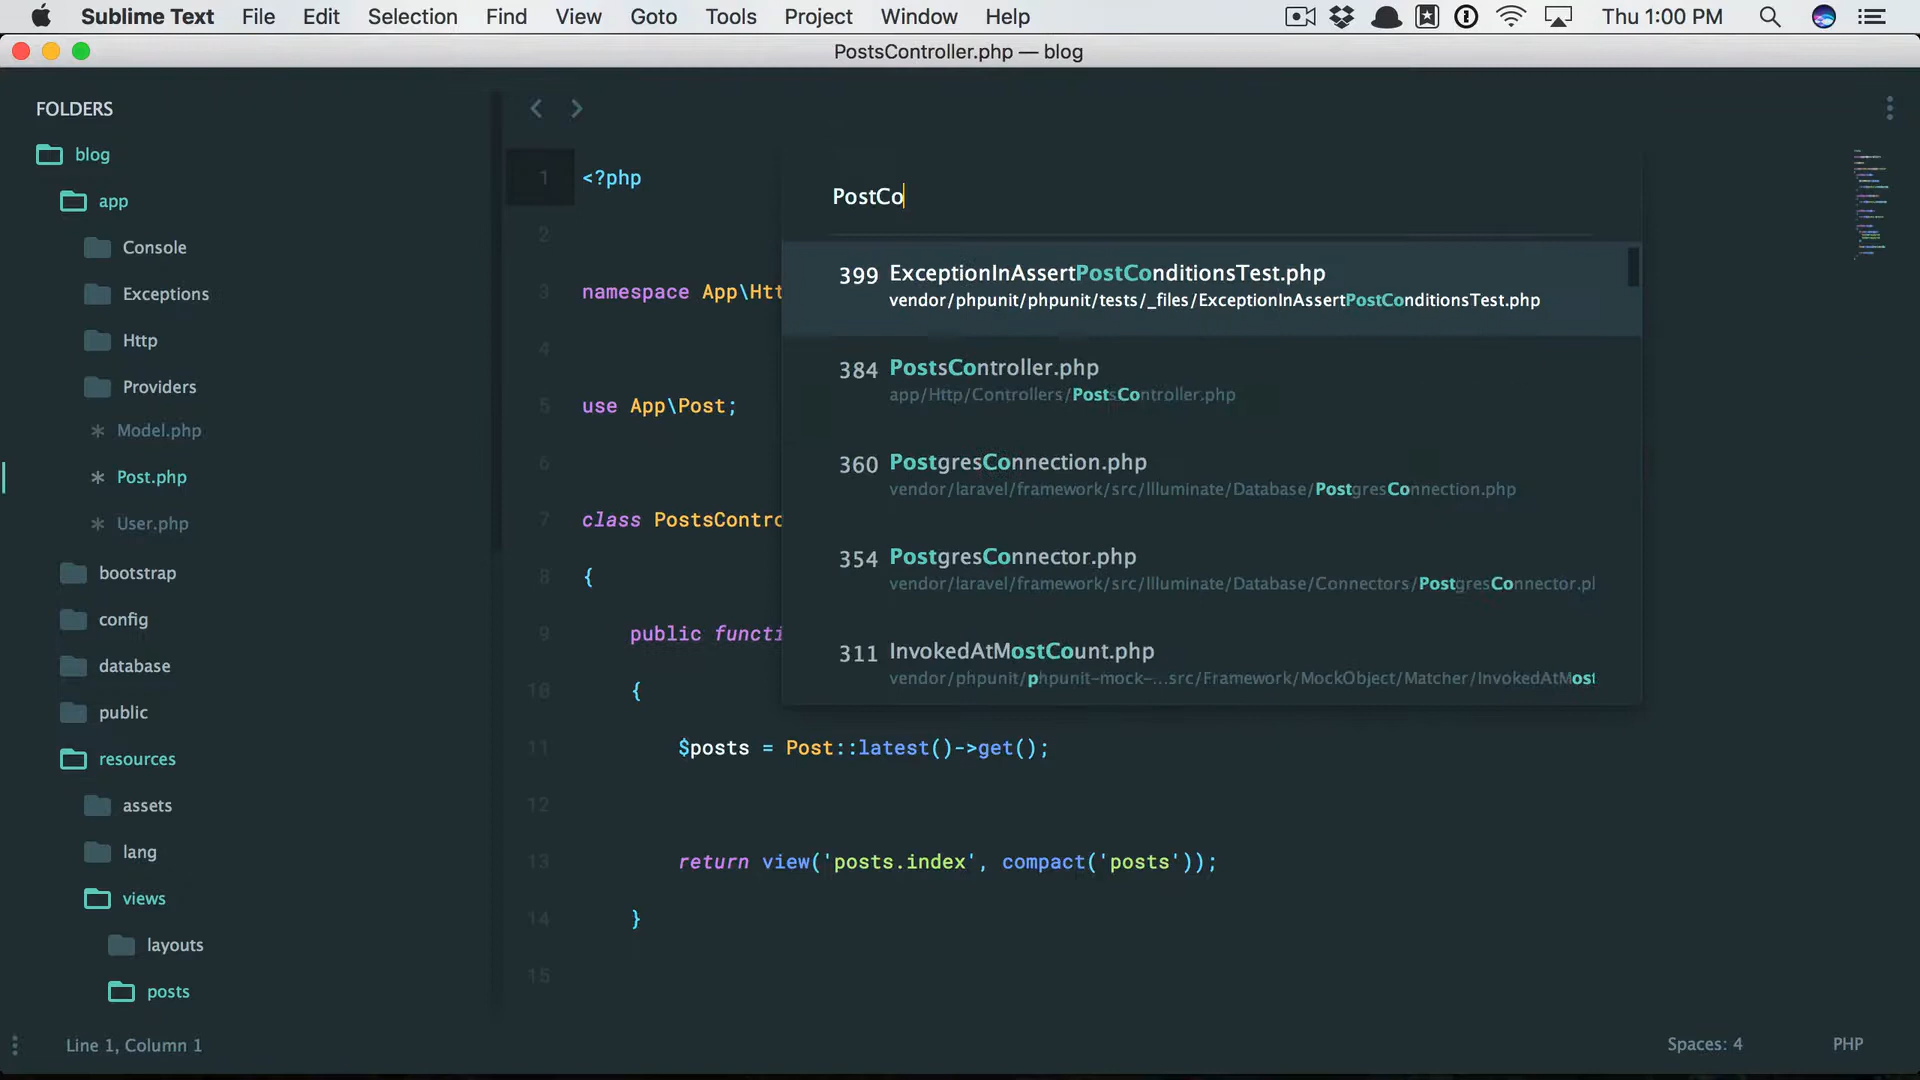 Sublime Text File Edit Selection Find View Goto Tools Project Window Help Thu 1:00 PM
PostsController.php — blog
FOLDERS
blog
app
Console
Exceptions
Http
Providers
Model.php
Post.php
User.php
bootstrap
config
database
public
resources
assets
lang
views
layouts
posts
1 <?php
2
3 namespace App\Htt
4
5 use App\Post;
6
7 class PostsContro
8 {
9 public functi
10 {
11 $posts = Post::latest()->get();
12
13 return view('posts.index', compact('posts'));
14 }
15
PostCo
399 ExceptionInAssertPostConditionsTest.php
vendor/phpunit/phpunit/tests/_files/ExceptionInAssertPostConditionsTest.php
384 PostsController.php
app/Http/Controllers/PostsController.php
360 PostgresConnection.php
vendor/laravel/framework/src/Illuminate/Database/PostgresConnection.php
354 PostgresConnector.php
vendor/laravel/framework/src/Illuminate/Database/Connectors/PostgresConnector.pl
311 InvokedAtMostCount.php
vendor/phpunit/phpunit-mock-...src/Framework/MockObject/Matcher/InvokedAtMost
Line 1, Column 1 Spaces: 4 PHP